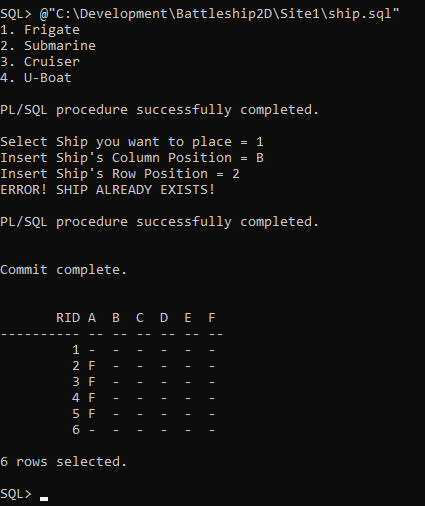 SQL> @"C:\Development\Battleship2D\Site1\ship.sql"
1. Frigate
2. Submarine
3. Cruiser
4. U-Boat
PL/SQL procedure successfully completed.
Select Ship you want to place = 1
Insert Ship's Column Position = B
Insert Ship's Row Position = 2
ERROR! SHIP ALREADY EXISTS!
PL/SQL procedure successfully completed.
Commit complete.
       RID A  B  C  D  E  F
---------- -- -- -- -- -- --
         1 -  -  -  -  -  -
         2 F  -  -  -  -  -
         3 F  -  -  -  -  -
         4 F  -  -  -  -  -
         5 F  -  -  -  -  -
         6 -  -  -  -  -  -
6 rows selected.
SQL>